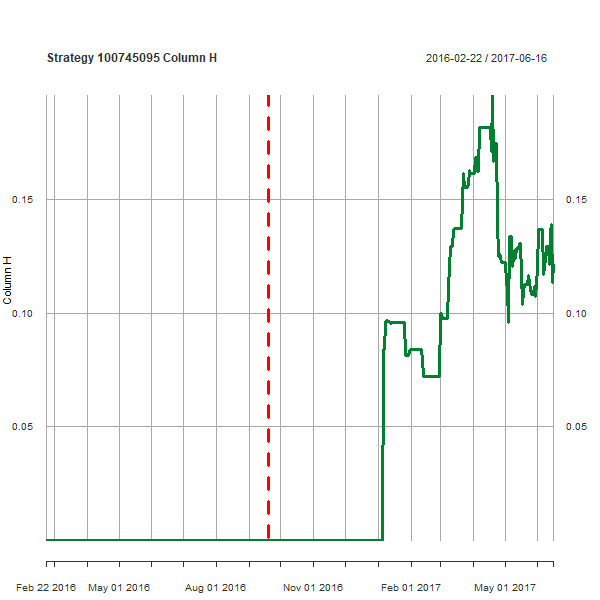 Strategy 100745095 Column H
2016-02-22 / 2017-06-16
0.15
0.15
Column H
0.10
0.10
0.05
0.05
Feb 22 2016
May 01 2016
Aug 01 2016
Nov 01 2016
Feb 01 2017
May 01 2017